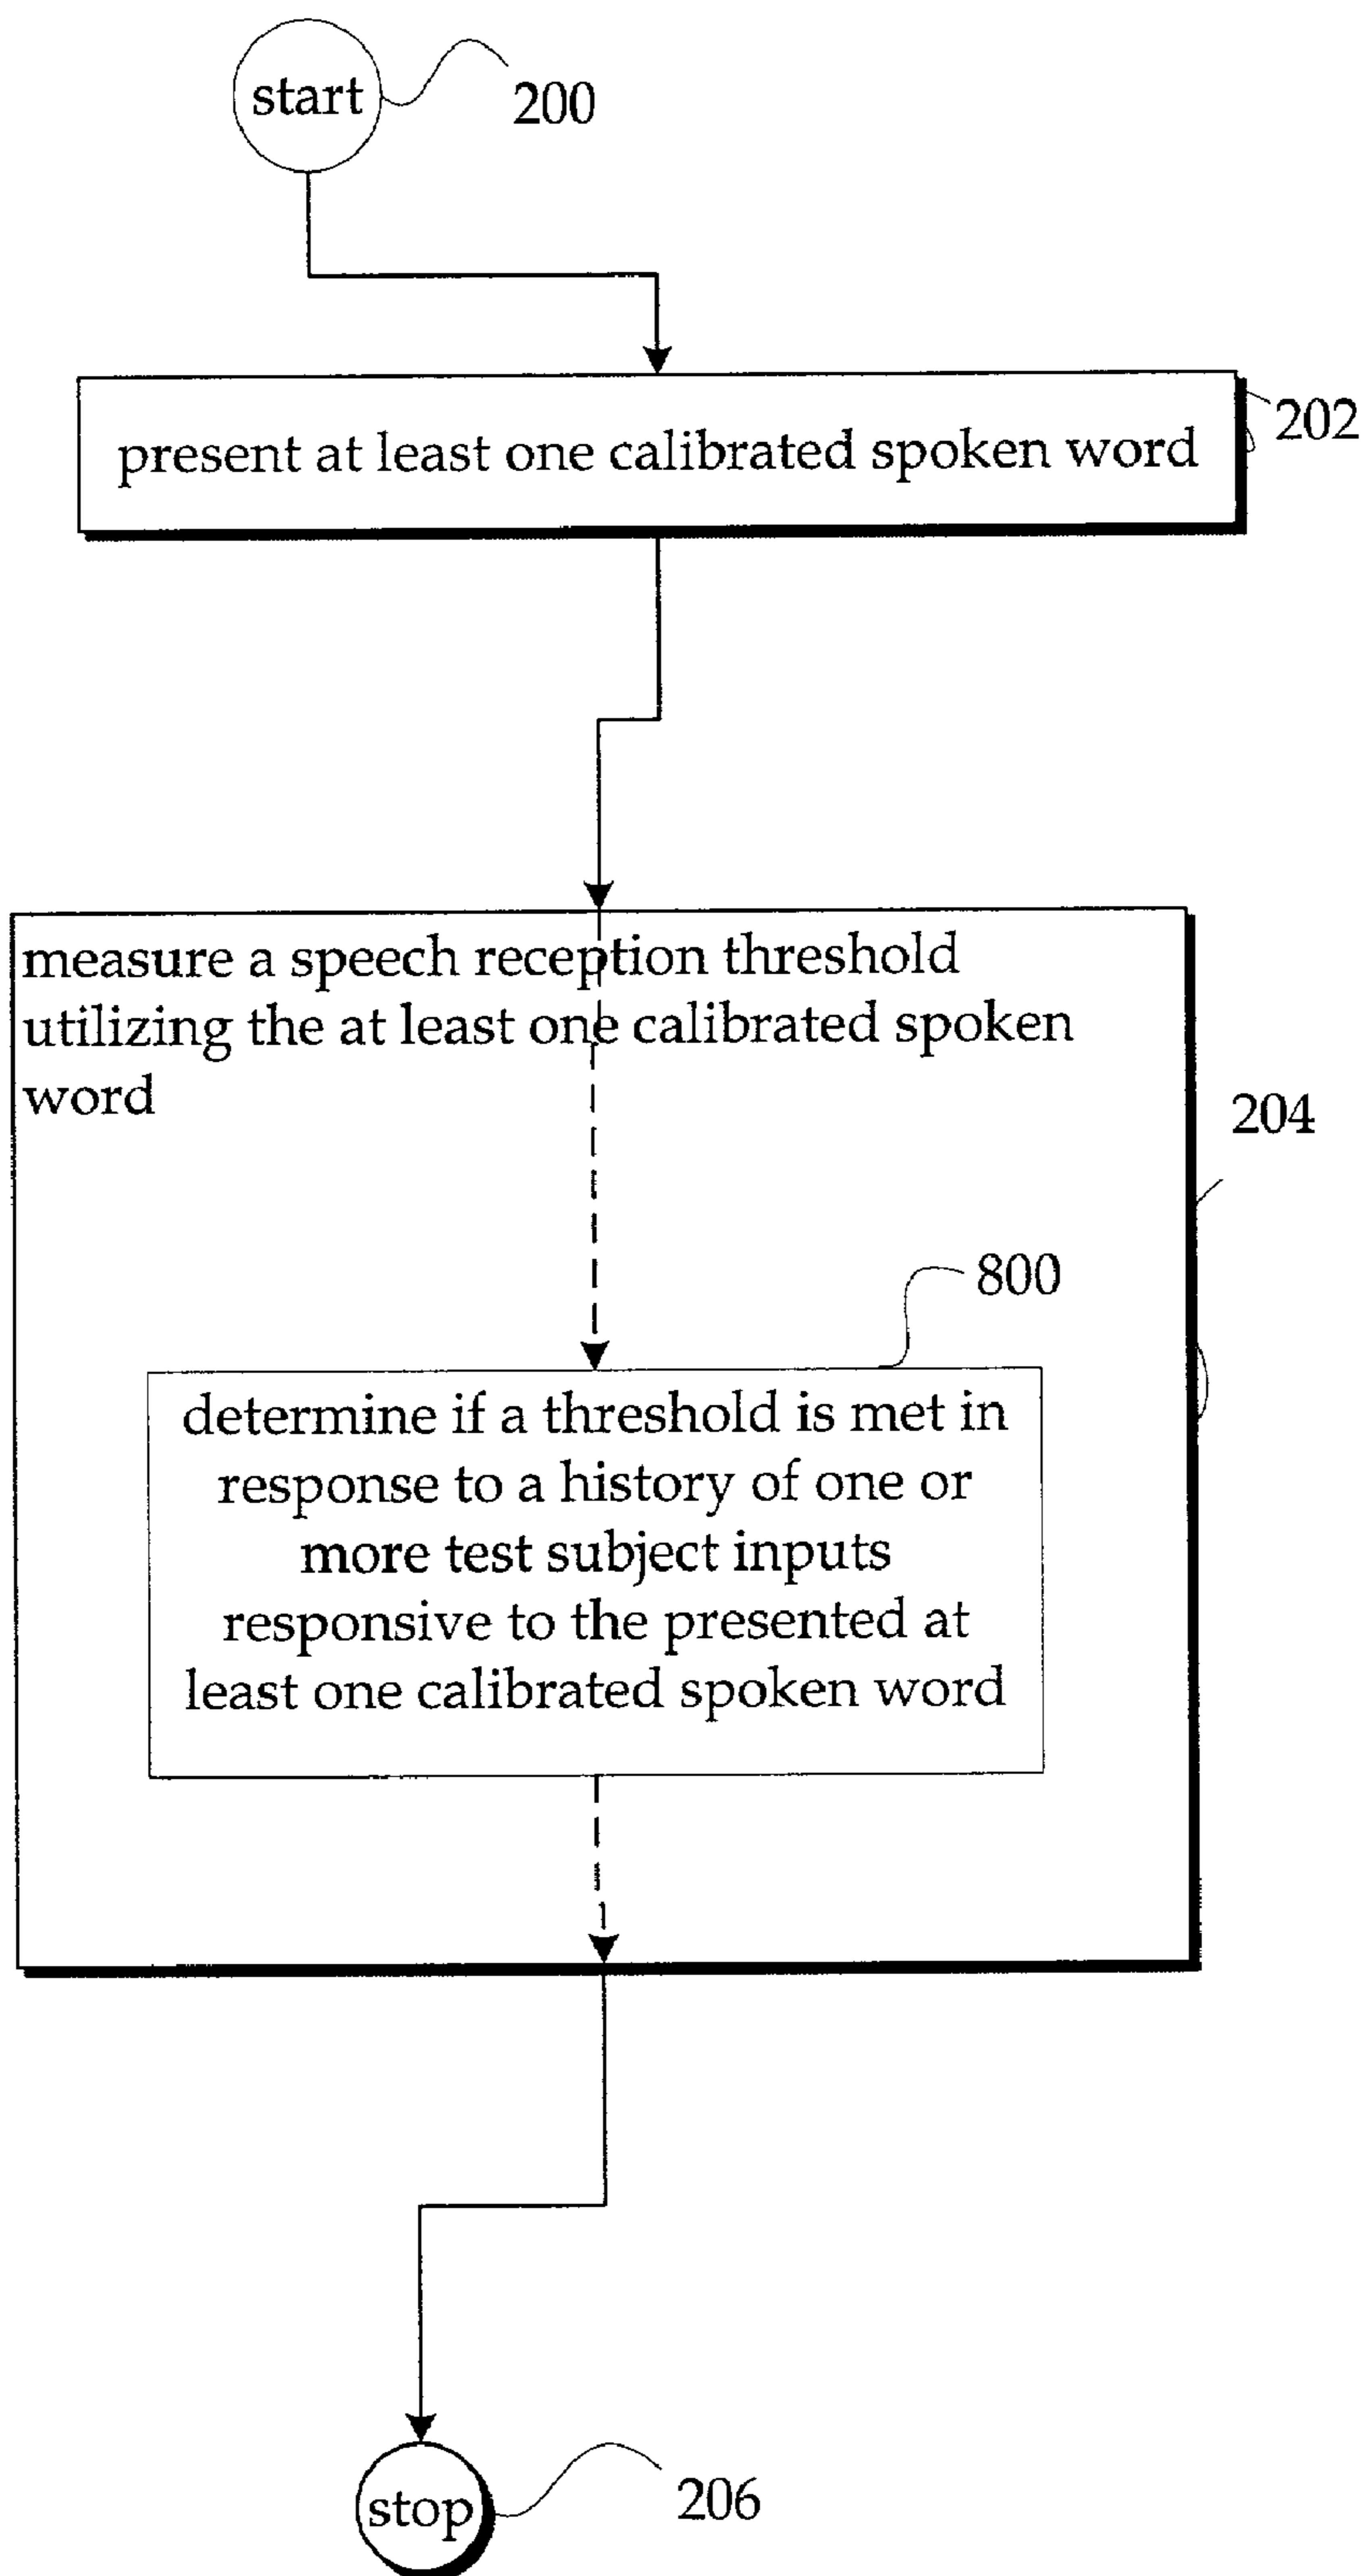 start
200
present at least one calibrated spoken word
202
measure a speech reception threshold
utilizing the at least one calibrated spoken
word
204
800
determine if a threshold is met in
response to a history of one or
more test subject inputs
responsive to the presented at
least one calibrated spoken word
stop
206